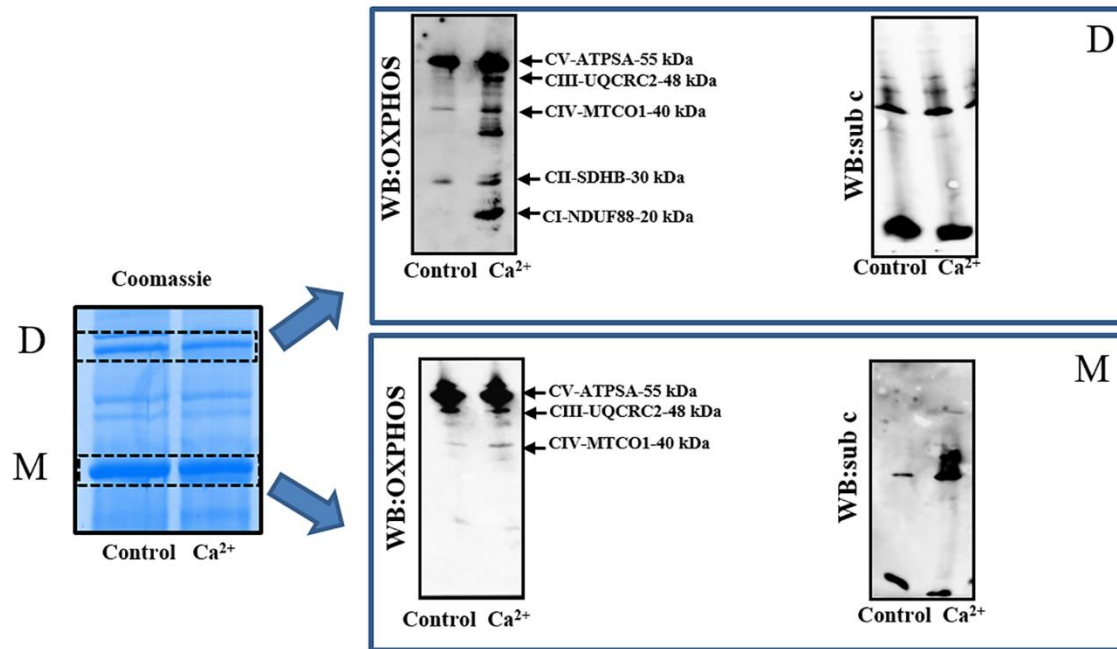 D
WB:OXPHOS
CV-ATPSA-55 kDa
CIII-UQCRC2-48 kDa
CIV-MTCO1-40 kDa
CII-SDHB-30 kDa
CI-NDUF88-20 kDa
Control Ca²⁺
WB:sub c
Control Ca²⁺
Coomassie
D
M
Control Ca²⁺
M
WB:OXPHOS
CV-ATPSA-55 kDa
CIII-UQCRC2-48 kDa
CIV-MTCO1-40 kDa
Control Ca²⁺
WB:sub c
Control Ca²⁺